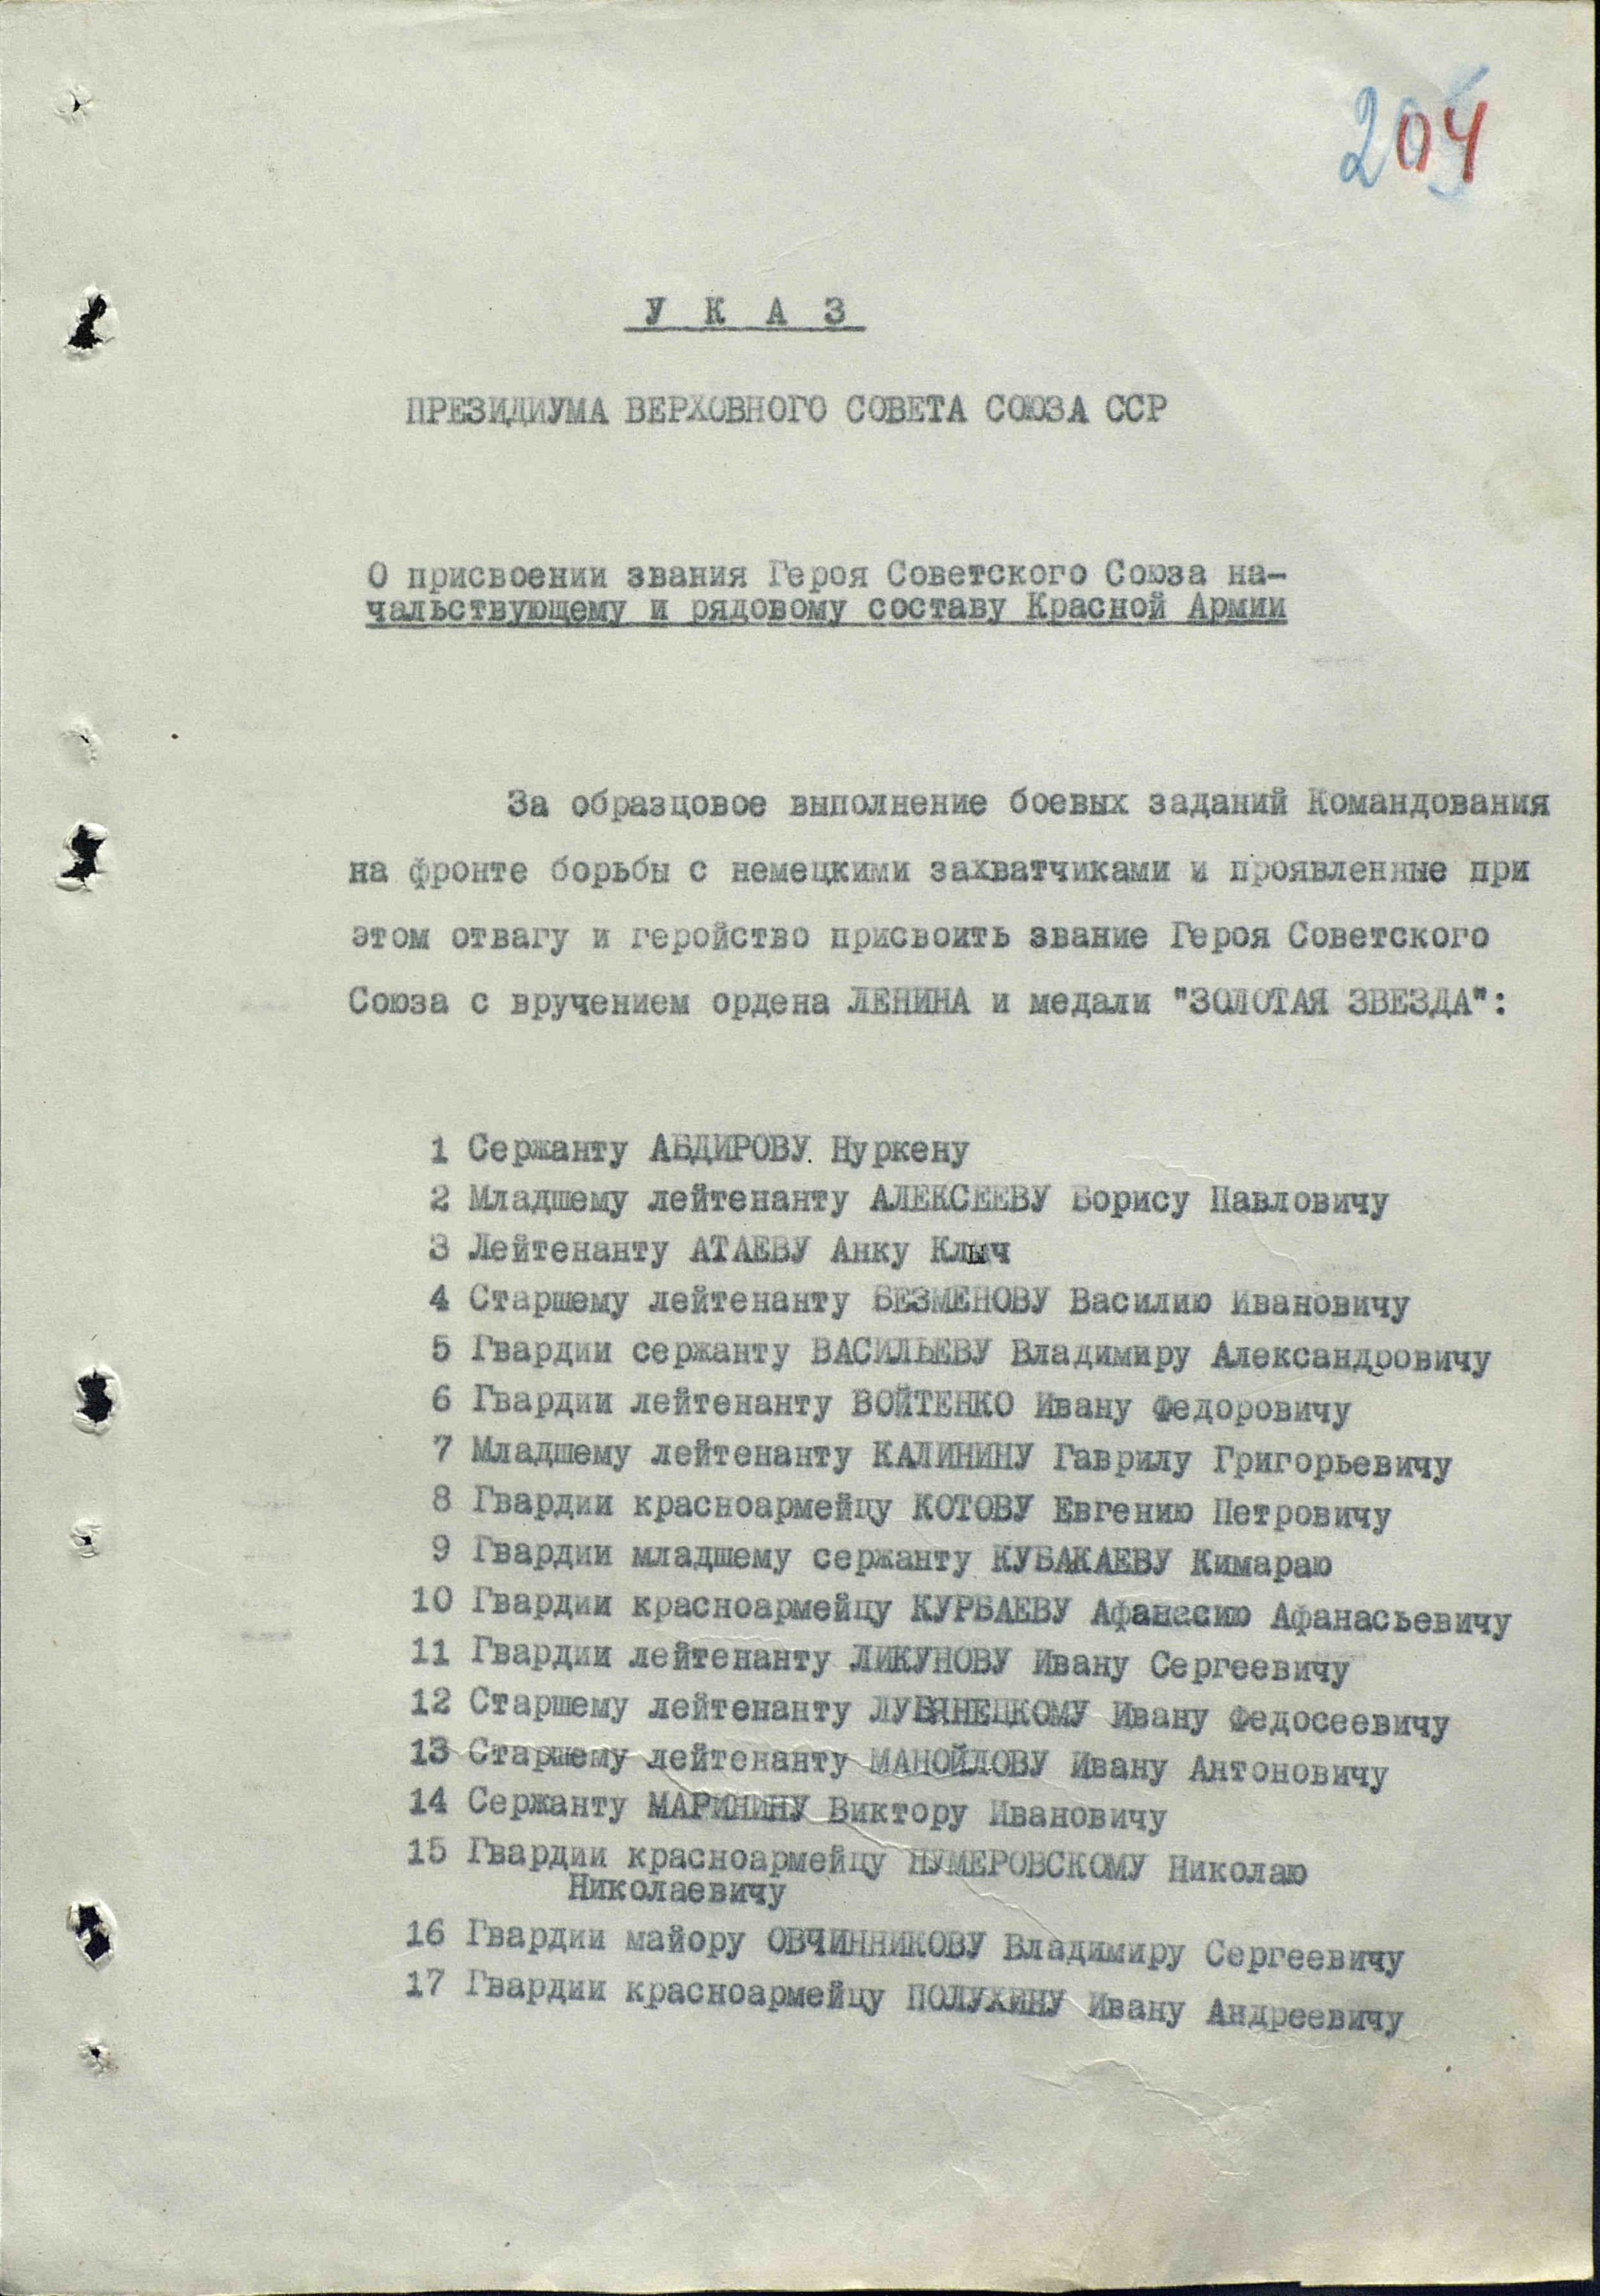 204
У К А З
ПРЕЗИДИУМА ВЕРХОВНОГО СОВЕТА СОЮЗА ССР
О присвоении звания Героя Советского Союза на-
чальствующему и рядовому составу Красной Армии
За образцовое выполнение боевых заданий Командования
на фронте борьбы с немецкими захватчиками и проявленные при
этом отвагу и геройство присвоить звание Героя Советского
Союза с вручением ордена ЛЕНИНА и медали "ЗОЛОТАЯ ЗВЕЗДА":
1 Сержанту АБДИРОВУ Нуркену
2 Младшему лейтенанту АЛЕКСЕЕВУ Борису Павловичу
3 Лейтенанту АТАЕВУ Анку Клыч
4 Старшему лейтенанту БЕЗМЕНОВУ Василию Ивановичу
5 Гвардии сержанту ВАСИЛЬЕВУ Владимиру Александровичу
6 Гвардии лейтенанту ВОЙТЕНКО Ивану Федоровичу
7 Младшему лейтенанту КАЛИНИНУ Гаврилу Григорьевичу
8 Гвардии красноармейцу КОТОВУ Евгению Петровичу
9 Гвардии младшему сержанту КУБАКАЕВУ Кимараю
10 Гвардии красноармейцу КУРБАЕВУ Афанасию Афанасьевичу
11 Гвардии лейтенанту ЛИКУНОВУ Ивану Сергеевичу
12 Старшему лейтенанту ЛУБЯНЕЦКОМУ Ивану Федосеевичу
13 Старшему лейтенанту МАНОЙЛОВУ Ивану Антоновичу
14 Сержанту МАРИНИНУ Виктору Ивановичу
15 Гвардии красноармейцу НУМЕРОВСКОМУ Николаю
Николаевичу
16 Гвардии майору ОВЧИННИКОВУ Владимиру Сергеевичу
17 Гвардии красноармейцу ПОЛУХИНУ Ивану Андреевичу